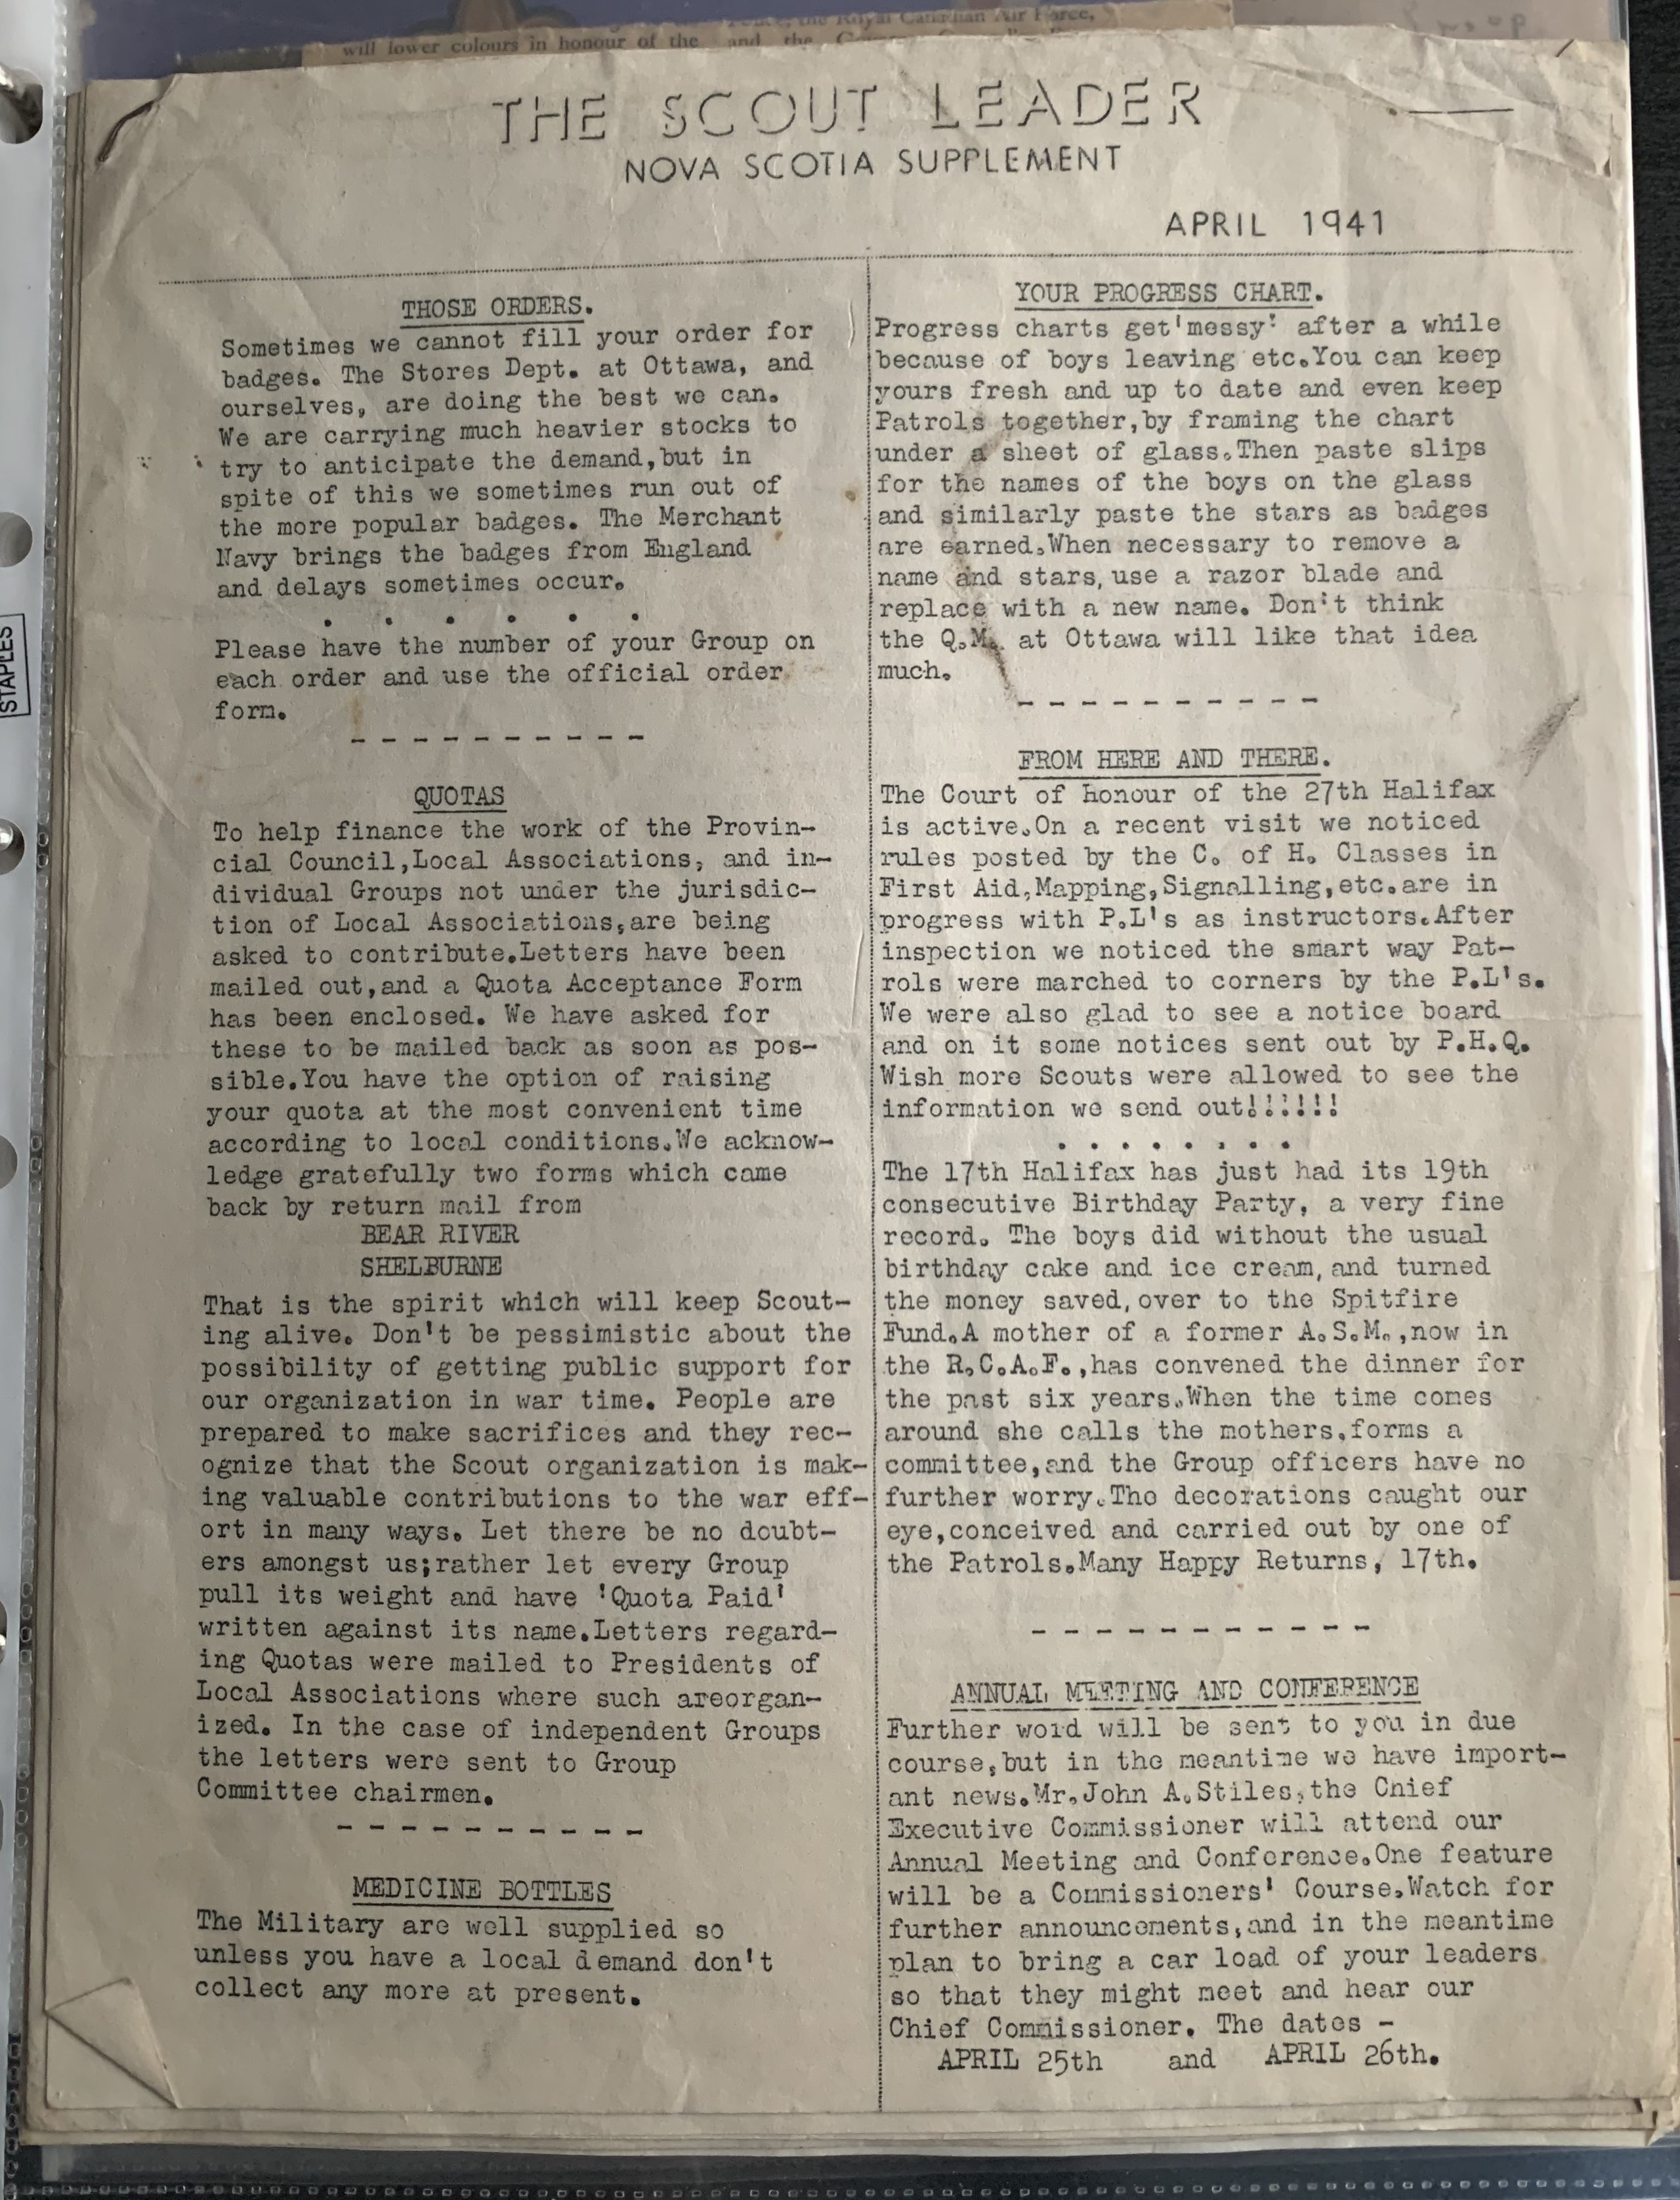 the Royal Canadian Air Force,
will lower colours in honour of the and the
THE SCOUT LEADER
NOVA SCOTIA SUPPLEMENT
APRIL 1941
STAPLES
THOSE ORDERS.
Sometimes we cannot fill your order for
badges. The Stores Dept. at Ottawa, and
ourselves, are doing the best we can.
We are carrying much heavier stocks to
try to anticipate the demand,but in
spite of this we sometimes run out of
the more popular badges. The Merchant
Navy brings the badges from England
and delays sometimes occur.
. . . . . .
Please have the number of your Group on
each order and use the official order
form.
- - - - - - - - - -
QUOTAS
To help finance the work of the Provin-
cial Council,Local Associations, and in-
dividual Groups not under the jurisdic-
tion of Local Associations,are being
asked to contribute.Letters have been
mailed out,and a Quota Acceptance Form
has been enclosed. We have asked for
these to be mailed back as soon as pos-
sible.You have the option of raising
your quota at the most convenient time
according to local conditions.We acknow-
ledge gratefully two forms which came
back by return mail from
BEAR RIVER
SHELBURNE
That is the spirit which will keep Scout-
ing alive. Don't be pessimistic about the
possibility of getting public support for
our organization in war time. People are
prepared to make sacrifices and they rec-
ognize that the Scout organization is mak-
ing valuable contributions to the war eff-
ort in many ways. Let there be no doubt-
ers amongst us;rather let every Group
pull its weight and have 'Quota Paid'
written against its name.Letters regard-
ing Quotas were mailed to Presidents of
Local Associations where such areorgan-
ized. In the case of independent Groups
the letters were sent to Group
Committee chairmen.
- - - - - - - - - - -
MEDICINE BOTTLES
The Military are well supplied so
unless you have a local demand don't
collect any more at present.
YOUR PROGRESS CHART.
Progress charts get'messy' after a while
because of boys leaving etc.You can keep
yours fresh and up to date and even keep
Patrols together,by framing the chart
under a sheet of glass.Then paste slips
for the names of the boys on the glass
and similarly paste the stars as badges
are earned.When necessary to remove a
name and stars,use a razor blade and
replace with a new name. Don't think
the Q.M. at Ottawa will like that idea
much.
- - - - - - - - - - -
FROM HERE AND THERE.
The Court of Honour of the 27th Halifax
is active.On a recent visit we noticed
rules posted by the C. of H. Classes in
First Aid,Mapping,Signalling,etc.are in
progress with P.L's as instructors.After
inspection we noticed the smart way Pat-
rols were marched to corners by the P.L's.
We were also glad to see a notice board
and on it some notices sent out by P.H.Q.
Wish more Scouts were allowed to see the
information we send out!!!!!!
. . . . . . . .
The 17th Halifax has just had its 19th
consecutive Birthday Party, a very fine
record. The boys did without the usual
birthday cake and ice cream,and turned
the money saved,over to the Spitfire
Fund.A mother of a former A.S.M.,now in
the R.C.A.F.,has convened the dinner for
the past six years.When the time comes
around she calls the mothers,forms a
committee,and the Group officers have no
further worry.The decorations caught our
eye,conceived and carried out by one of
the Patrols.Many Happy Returns, 17th.
- - - - - - - - - - - -
ANNUAL MEETING AND CONFERENCE
Further word will be sent to you in due
course,but in the meantime we have import-
ant news.Mr.John A.Stiles,the Chief
Executive Commissioner will attend our
Annual Meeting and Conference.One feature
will be a Commissioners' Course.Watch for
further announcements,and in the meantime
plan to bring a car load of your leaders
so that they might meet and hear our
Chief Commissioner. The dates -
APRIL 25th and APRIL 26th.